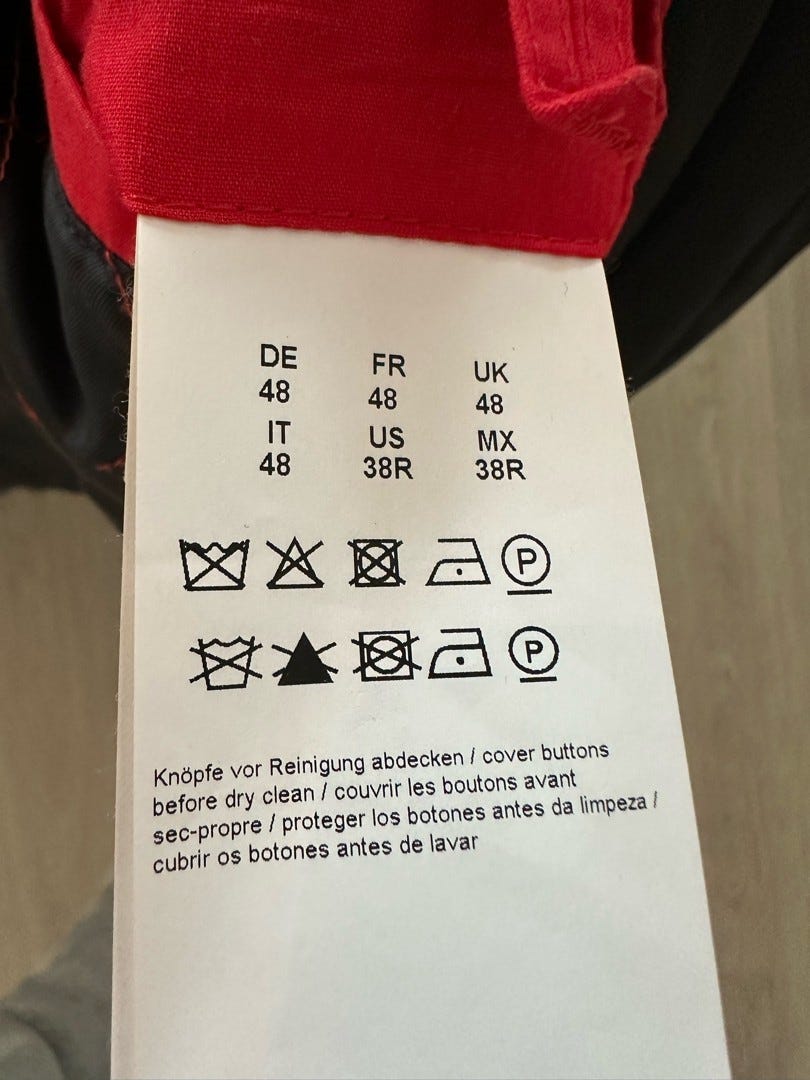 DE FR UK
48 48 48
IT US MX
48 38R 38R
P
P
Knöpfe vor Reinigung abdecken / cover buttons
before dry clean / couvrir les boutons avant
sec-propre / proteger los botones antes da limpeza /
cubrir os botones antes de lavar